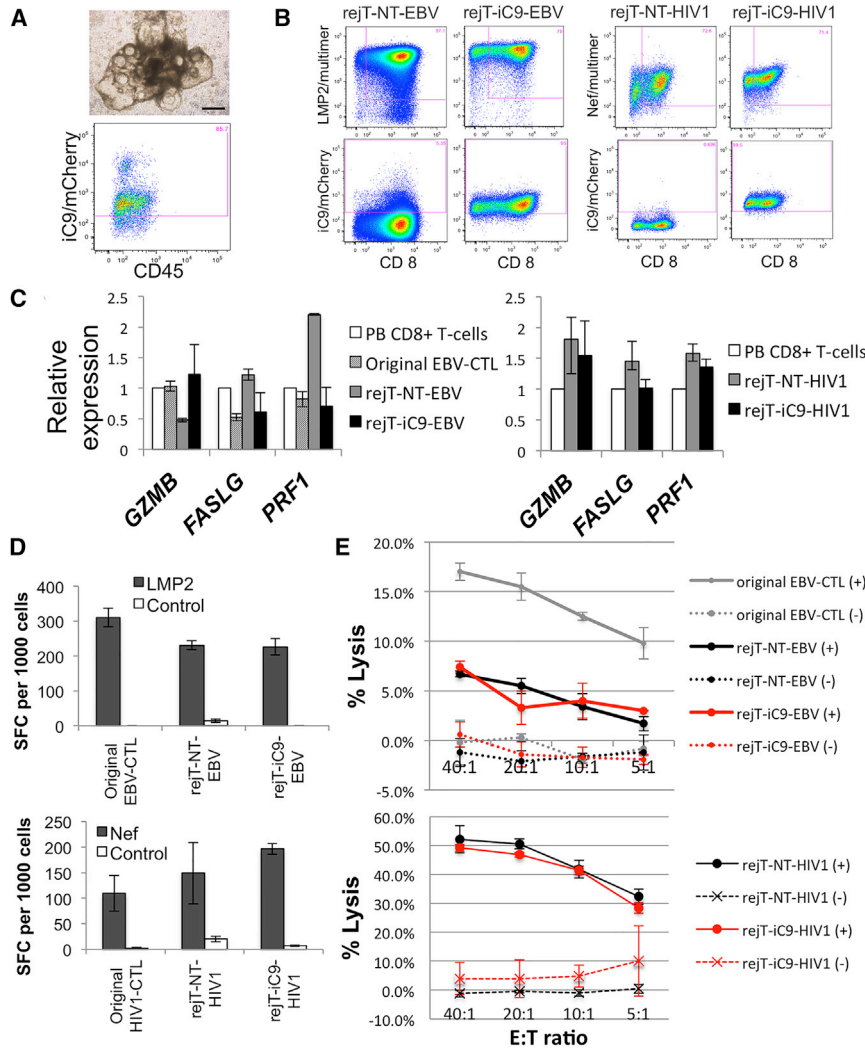 A
85.7
iC9/mCherry
CD45
B
rejT-NT-EBV
rejT-iC9-EBV
rejT-NT-HIV1
rejT-iC9-HIV1
LMP2/multimer
Nef/multimer
iC9/mCherry
iC9/mCherry
CD 8
CD 8
CD 8
CD 8
C
Relative expression
2.5
2
1.5
1
0.5
0
GZMB
FASLG
PRF1
PB CD8+ T-cells
Original EBV-CTL
rejT-NT-EBV
rejT-iC9-EBV
2.5
2
1.5
1
0.5
0
GZMB
FASLG
PRF1
PB CD8+ T-cells
rejT-NT-HIV1
rejT-iC9-HIV1
D
SFC per 1000 cells
400
300
200
100
0
LMP2
Control
Original EBV-CTL
rejT-NT-EBV
rejT-iC9-EBV
SFC per 1000 cells
250
200
150
100
50
0
Nef
Control
Original HIV1-CTL
rejT-NT-HIV1
rejT-iC9-HIV1
E
% Lysis
20.0%
15.0%
10.0%
5.0%
0.0%
-5.0%
40:1
20:1
10:1
5:1
original EBV-CTL (+)
original EBV-CTL (-)
rejT-NT-EBV (+)
rejT-NT-EBV (-)
rejT-iC9-EBV (+)
rejT-iC9-EBV (-)
% Lysis
60.0%
50.0%
40.0%
30.0%
20.0%
10.0%
0.0%
-10.0%
40:1
20:1
10:1
5:1
E:T ratio
rejT-NT-HIV1 (+)
rejT-NT-HIV1 (-)
rejT-iC9-HIV1 (+)
rejT-iC9-HIV1 (-)